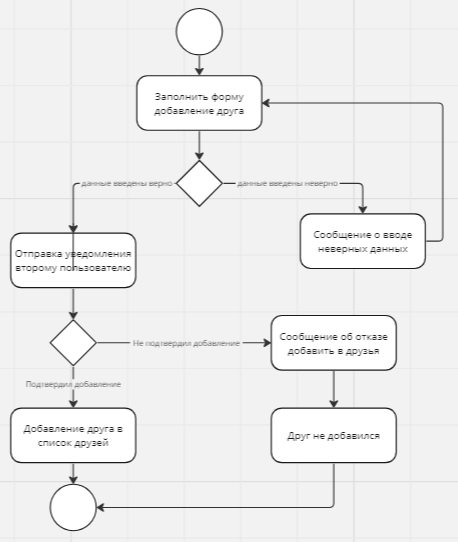 Заполнить форму
добавление друга
данные введены верно
данные введены неверно
Сообщение о вводе
неверных данных
Отправка уведомления
второму пользователю
Не подтвердил добавление
Сообщение об отказе
добавить в друзья
Подтвердил добавление
Добавление друга в
список друзей
Друг не добавился